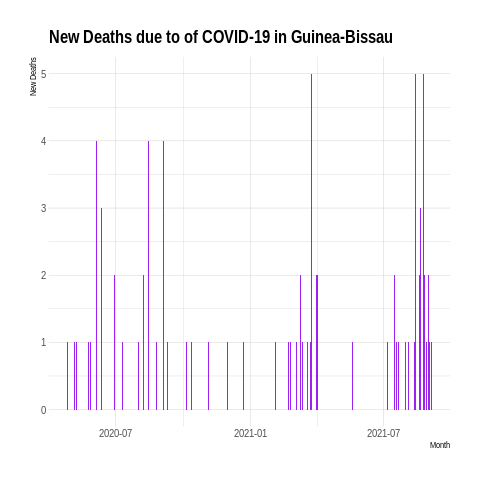 New Deaths due to of COVID-19 in Guinea-Bissau
New Deaths
5
4
3
2
1
0
2020-07 2021-01 2021-07
Month